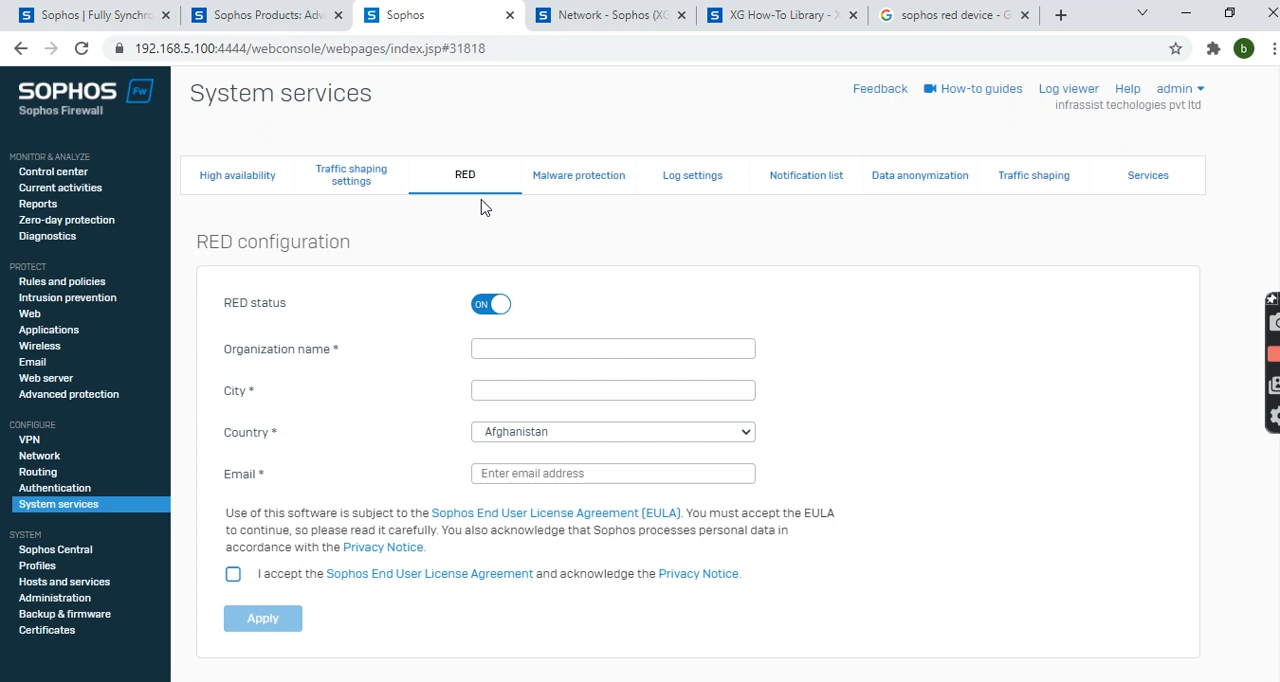 Sophos | Fully Synchro
Sophos Products: Adva
Sophos
Network - Sophos (XG
XG How-To Library - X
sophos red device - G
192.168.5.100:4444/webconsole/webpages/index.jsp#31818
b
SOPHOS Fw
Sophos Firewall
System services
Feedback
How-to guides
Log viewer
Help
admin
infrassist techologies pvt ltd
MONITOR & ANALYZE
Control center
Current activities
Reports
Zero-day protection
Diagnostics
PROTECT
Rules and policies
Intrusion prevention
Web
Applications
Wireless
Email
Web server
Advanced protection
CONFIGURE
VPN
Network
Routing
Authentication
System services
SYSTEM
Sophos Central
Profiles
Hosts and services
Administration
Backup & firmware
Certificates
High availability
Traffic shaping
settings
RED
Malware protection
Log settings
Notification list
Data anonymization
Traffic shaping
Services
RED configuration
RED status
ON
Organization name *
City *
Country *
Afghanistan
Email *
Enter email address
Use of this software is subject to the Sophos End User License Agreement (EULA). You must accept the EULA
to continue, so please read it carefully. You also acknowledge that Sophos processes personal data in
accordance with the Privacy Notice.
I accept the Sophos End User License Agreement and acknowledge the Privacy Notice.
Apply